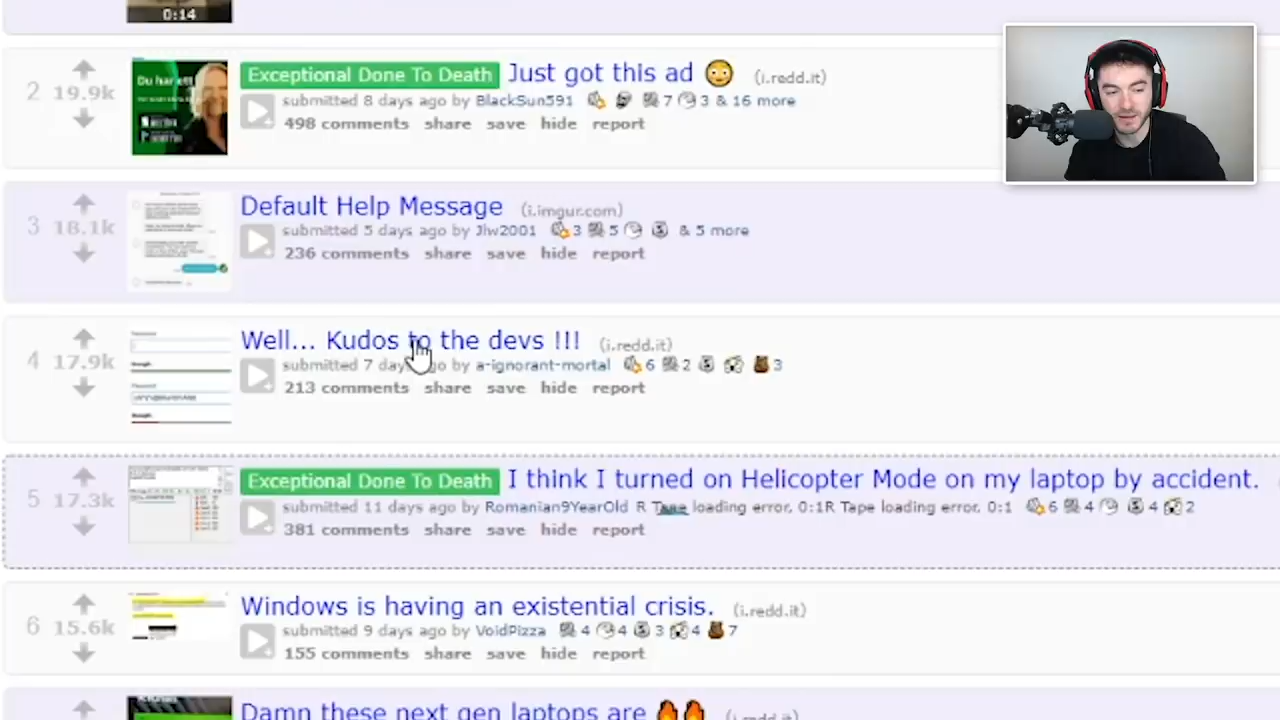 0:14
2
19.9k
Du har ett
Exceptional Done To Death Just got this ad 😳 (i.redd.it)
submitted 8 days ago by BlackSun591 7 3 & 16 more
498 comments share save hide report
3
18.1k
Default Help Message (i.imgur.com)
submitted 5 days ago by Jiw2001 3 5 & 5 more
236 comments share save hide report
4
17.9k
Well... Kudos to the devs !!! (i.redd.it)
submitted 7 days ago by a-ignorant-mortal 6 2 3
213 comments share save hide report
5
17.3k
Exceptional Done To Death I think I turned on Helicopter Mode on my laptop by accident.
submitted 11 days ago by Romanian9YearOld R Tape loading error, 0:1R Tape loading error, 0:1 6 4 4 2
381 comments share save hide report
6
15.6k
Windows is having an existential crisis. (i.redd.it)
submitted 9 days ago by VoidPizza 4 4 3 4 7
155 comments share save hide report
Damn these next gen laptops are 🔥🔥 (i.redd.it)